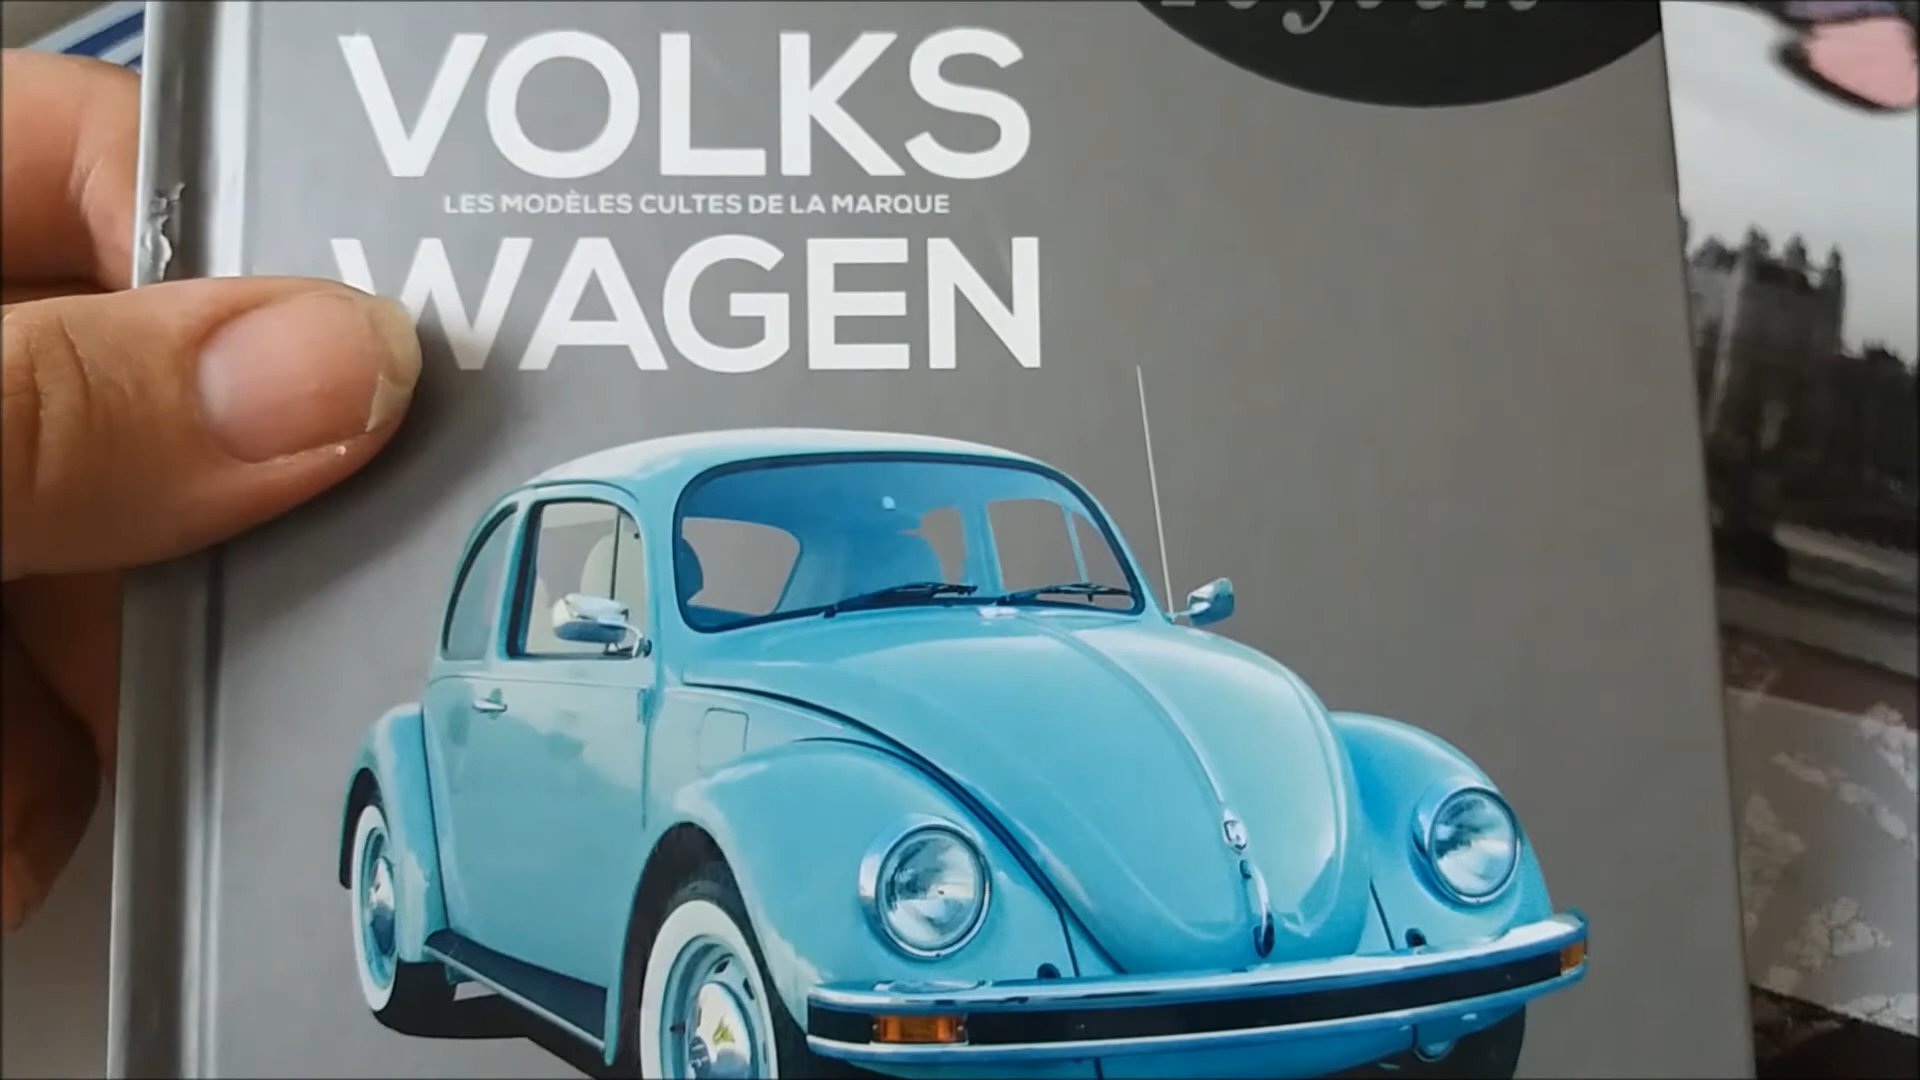 VOLKS
LES MODÈLES CULTES DE LA MARQUE
WAGEN